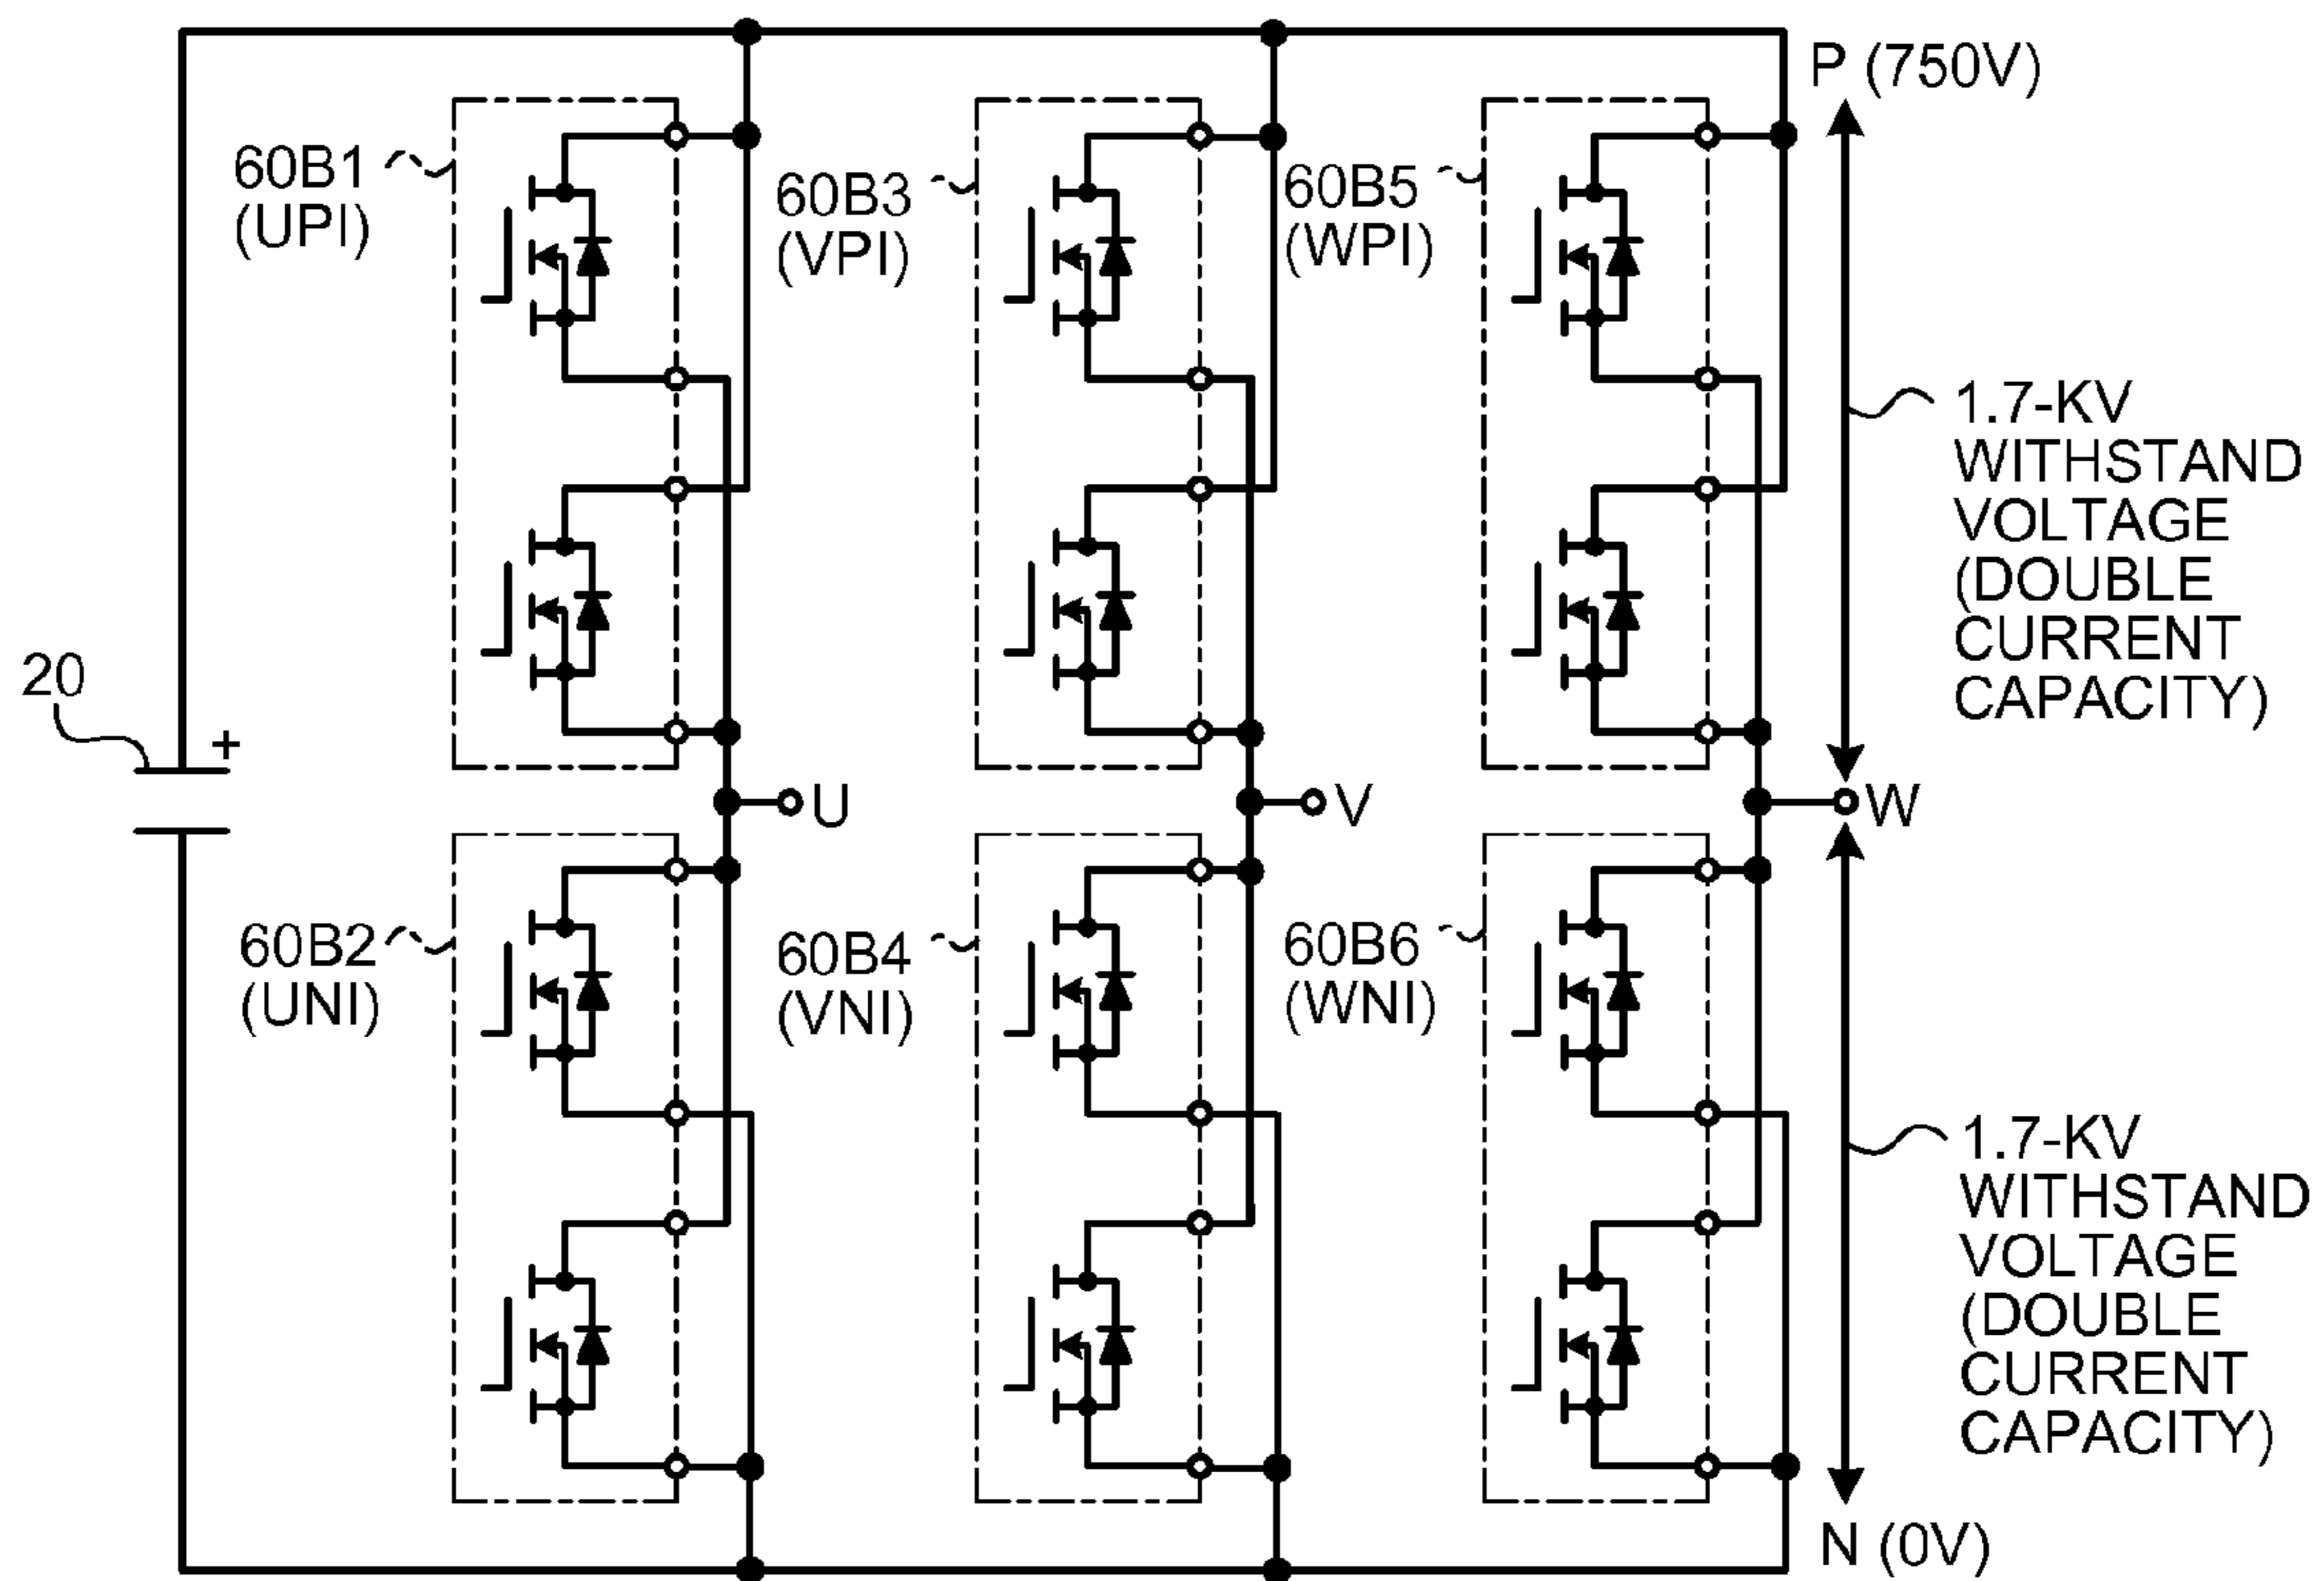 P (750V)
60B1
(UPI)
60B3
(VPI)
60B5
(WPI)
1.7-KV
WITHSTAND
VOLTAGE
(DOUBLE
CURRENT
CAPACITY)
20
+
U
V
W
60B2
(UNI)
60B4
(VNI)
60B6
(WNI)
1.7-KV
WITHSTAND
VOLTAGE
(DOUBLE
CURRENT
CAPACITY)
N (0V)